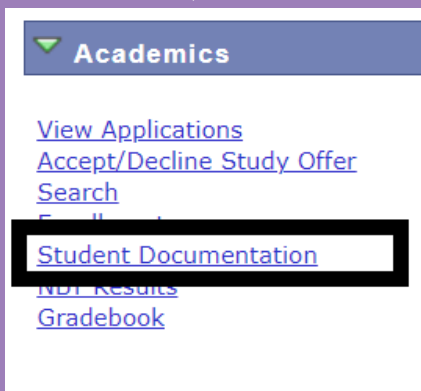 Academics
View Applications
Accept/Decline Study Offer
Search
Student Documentation
NBT Results
Gradebook